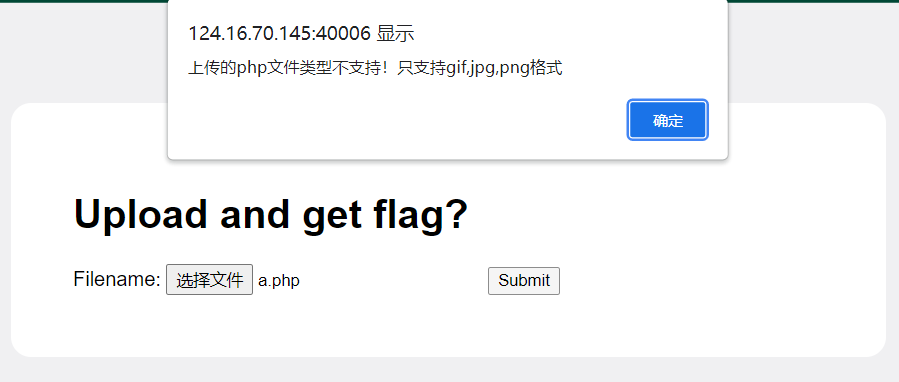 124.16.70.145:40006 显示
上传的php文件类型不支持！只支持gif,jpg,png格式
确定
Upload and get flag?
Filename: 选择文件 a.php Submit